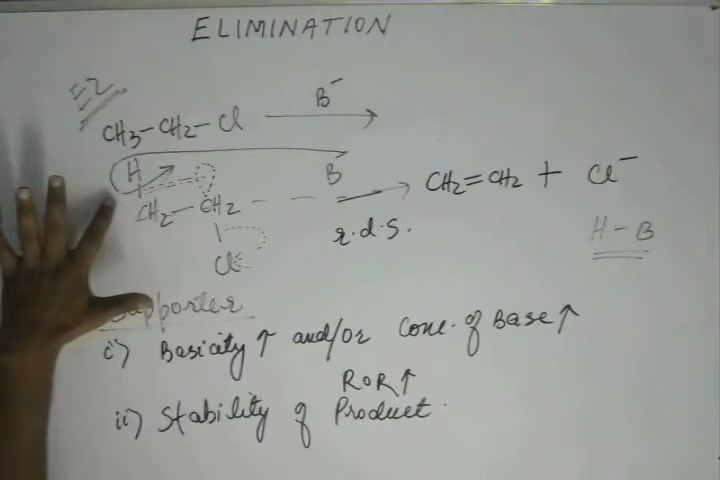 ELIMINATION
E2
CH3-CH2-Cl B⁻
H B⁻
CH2-CH2 CH2=CH2 + Cl⁻
Cl r.d.s. H-B
Supporter
i) Basicity ↑ and/or Conc. of Base ↑
ROR ↑
ii) Stability of Product.